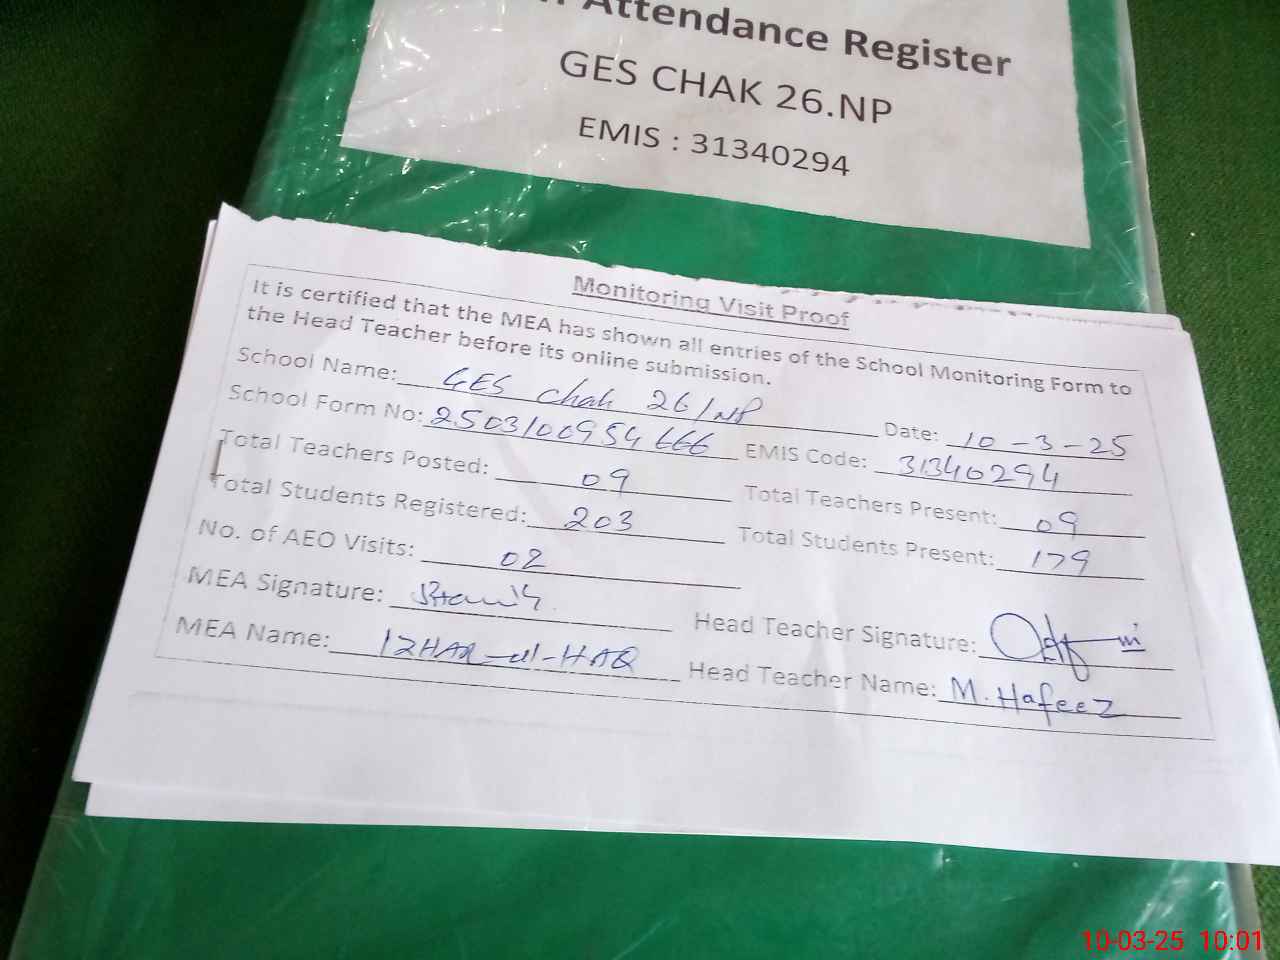 Attendance Register
GES CHAK 26.NP
EMIS : 31340294
Monitoring Visit Proof
It is certified that the MEA has shown all entries of the School Monitoring Form to
the Head Teacher before its online submission.
School Name: GES Chak 26/NP Date: 10-3-25
School Form No: 2503100954666 EMIS Code: 31340294
Total Teachers Posted: 09 Total Teachers Present: 09
Total Students Registered: 203 Total Students Present: 179
No. of AEO Visits: 02
MEA Signature: Head Teacher Signature:
MEA Name: IZHAR-ul-HAQ Head Teacher Name: M.Hafeez
10-03-25 10:01